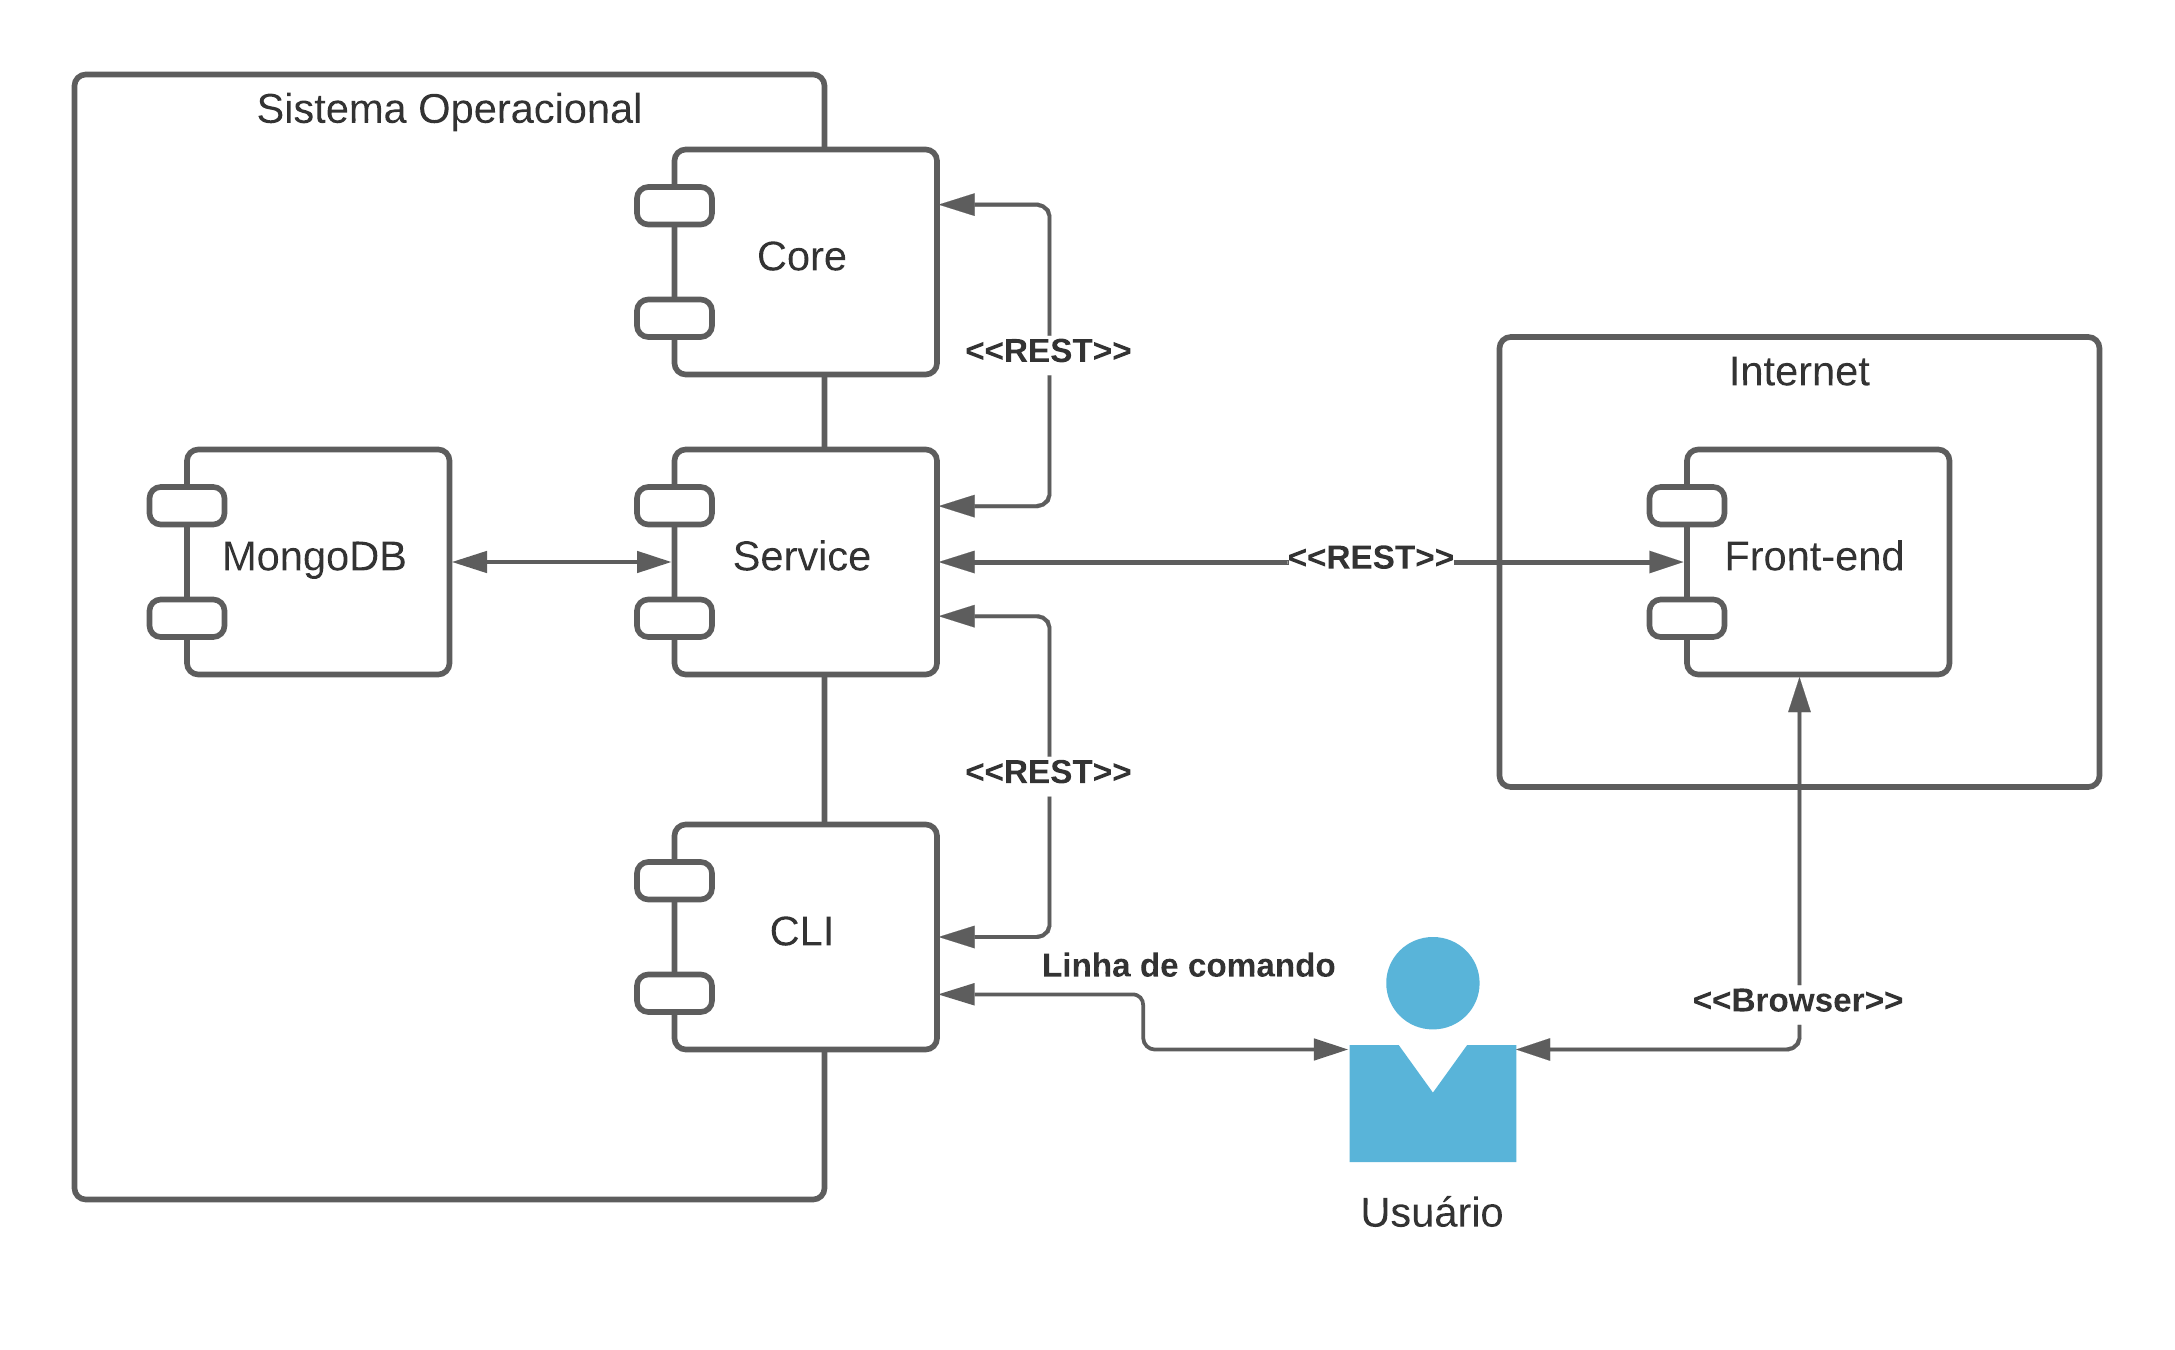 Sistema Operacional
Core
<<REST>>
Internet
MongoDB
Service
<<REST>>
Front-end
<<REST>>
CLI
Linha de comando
<<Browser>>
Usuário